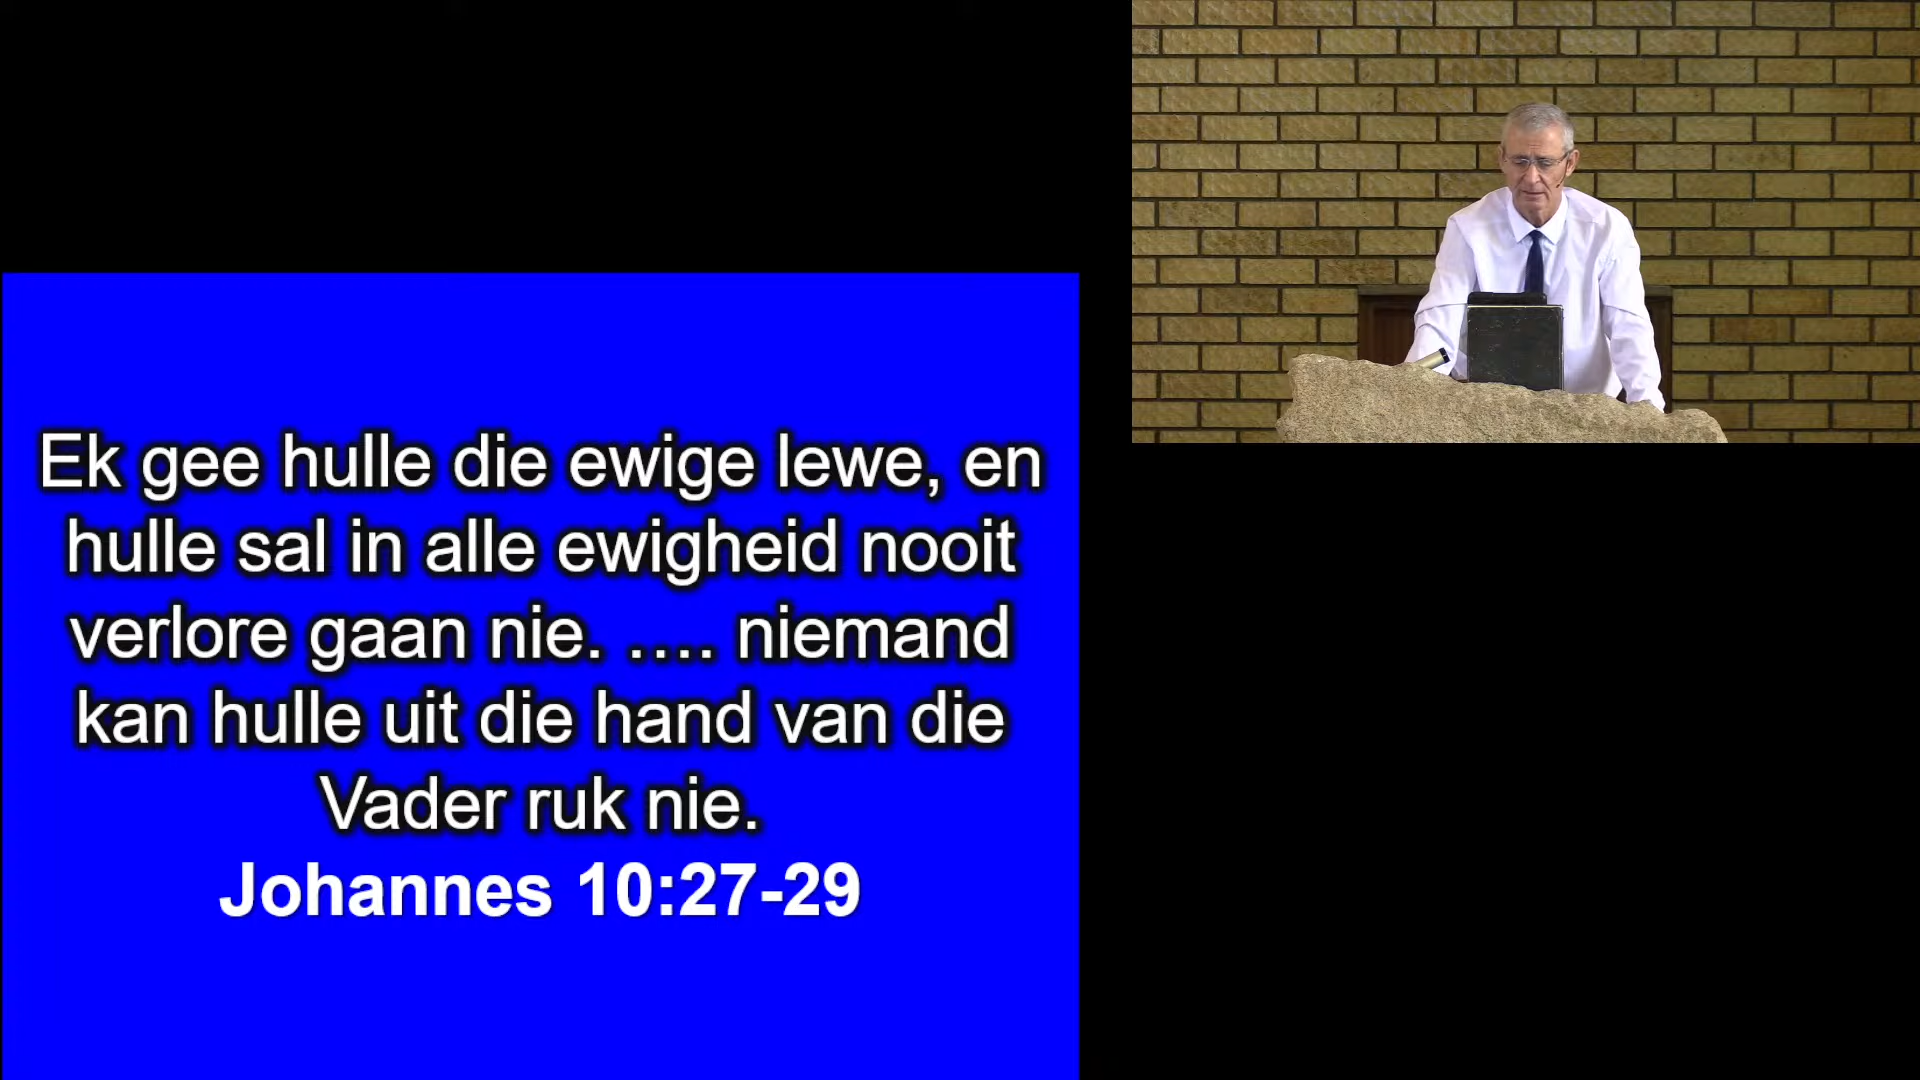 Ek gee hulle die ewige lewe, en
hulle sal in alle ewigheid nooit
verlore gaan nie. .... niemand
kan hulle uit die hand van die
Vader ruk nie.
Johannes 10:27-29